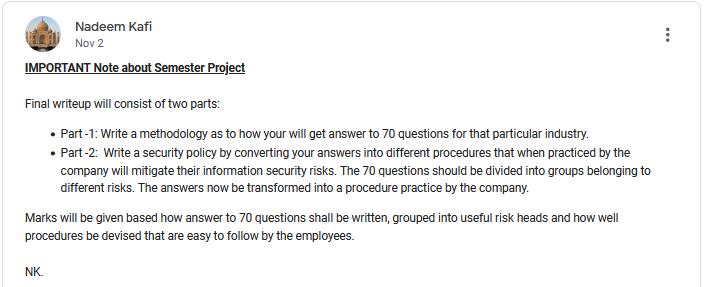 Nadeem Kafi
Nov 2
IMPORTANT Note about Semester Project
Final writeup will consist of two parts:
• Part -1: Write a methodology as to how your will get answer to 70 questions for that particular industry.
• Part -2:  Write a security policy by converting your answers into different procedures that when practiced by the
company will mitigate their information security risks. The 70 questions should be divided into groups belonging to
different risks. The answers now be transformed into a procedure practice by the company.
Marks will be given based how answer to 70 questions shall be written, grouped into useful risk heads and how well
procedures be devised that are easy to follow by the employees.
NK.